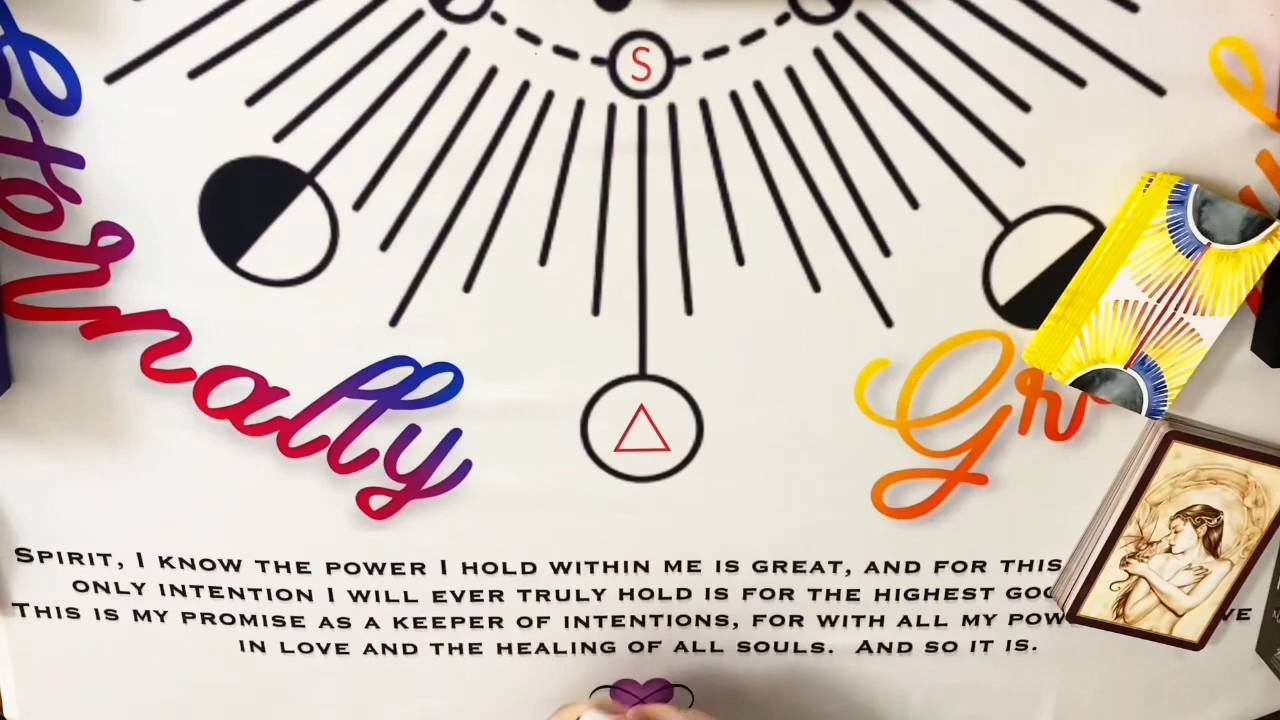 S
Eternally
Gr
SPIRIT, I KNOW THE POWER I HOLD WITHIN ME IS GREAT, AND FOR THIS
ONLY INTENTION I WILL EVER TRULY HOLD IS FOR THE HIGHEST
THIS IS MY PROMISE AS A KEEPER OF INTENTIONS, FOR WITH ALL MY
IN LOVE AND THE HEALING OF ALL SOULS. AND SO IT IS.